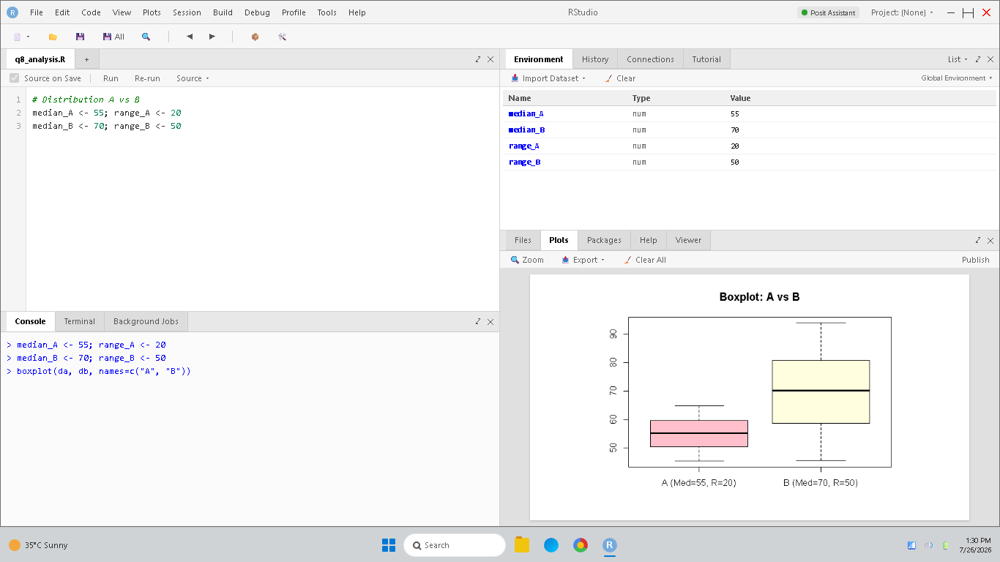 R File Edit Code View Plots Session Build Debug Profile Tools Help RStudio Posit Assistant Project: (None)
All
q8_analysis.R +
Source on Save Run Re-run Source
1 # Distribution A vs B
2 median_A <- 55; range_A <- 20
3 median_B <- 70; range_B <- 50
Console Terminal Background Jobs
> median_A <- 55; range_A <- 20
> median_B <- 70; range_B <- 50
> boxplot(da, db, names=c("A", "B"))
Environment History Connections Tutorial List
Import Dataset Clear Global Environment
Name Type Value
median_A num 55
median_B num 70
range_A num 20
range_B num 50
Files Plots Packages Help Viewer
Zoom Export Clear All Publish
Boxplot: A vs B
90
80
70
60
50
A (Med=55, R=20) B (Med=70, R=50)
35°C Sunny Search R 1:30 PM
7/26/2026